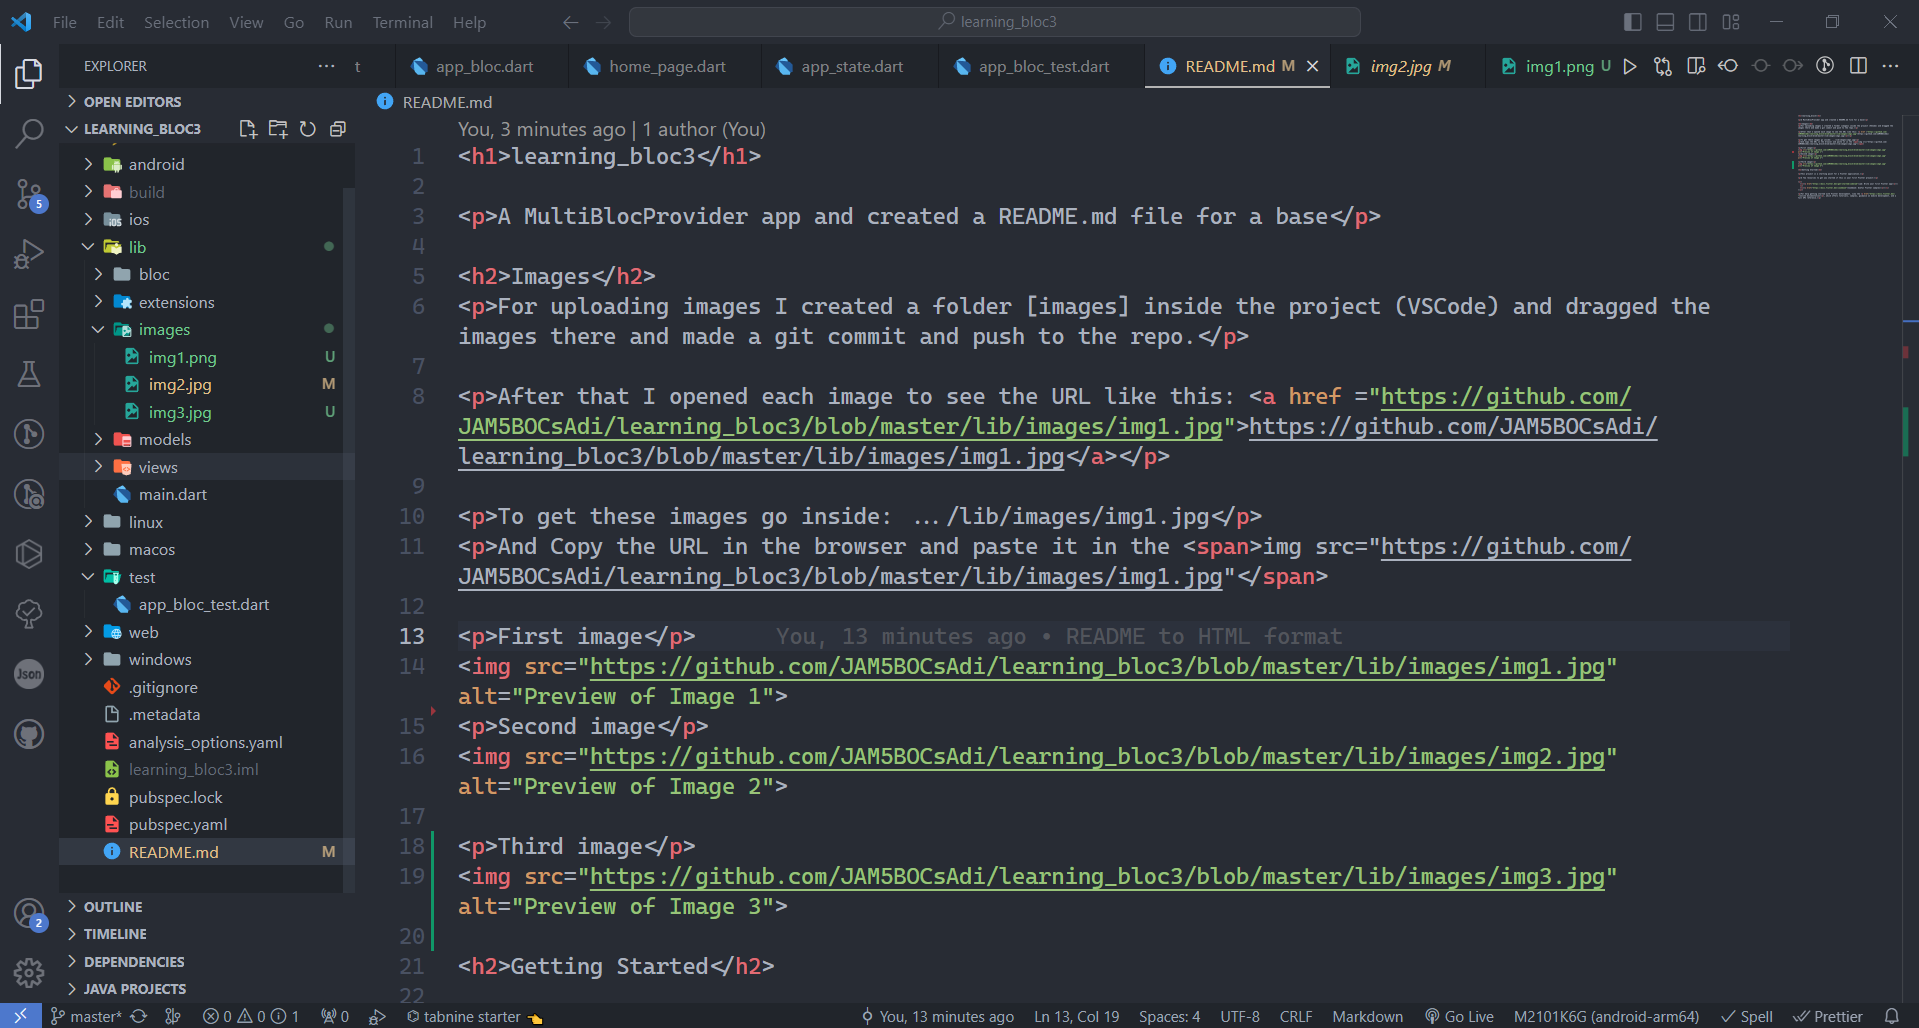 File Edit Selection View Go Run Terminal Help
learning_bloc3
EXPLORER
t
app_bloc.dart
home_page.dart
app_state.dart
app_bloc_test.dart
README.md M
img2.jpg M
img1.png U
OPEN EDITORS
LEARNING_BLOC3
android
build
ios
lib
bloc
extensions
images
img1.png U
img2.jpg M
img3.jpg U
models
views
main.dart
linux
macos
test
app_bloc_test.dart
web
windows
.gitignore
.metadata
analysis_options.yaml
learning_bloc3.iml
pubspec.lock
pubspec.yaml
README.md M
OUTLINE
TIMELINE
DEPENDENCIES
JAVA PROJECTS
5
Json
2
README.md
You, 3 minutes ago | 1 author (You)
1 <h1>learning_bloc3</h1>
2
3 <p>A MultiBlocProvider app and created a README.md file for a base</p>
4
5 <h2>Images</h2>
6 <p>For uploading images I created a folder [images] inside the project (VSCode) and dragged the
images there and made a git commit and push to the repo.</p>
7
8 <p>After that I opened each image to see the URL like this: <a href ="https://github.com/
JAM5BOCsAdi/learning_bloc3/blob/master/lib/images/img1.jpg">https://github.com/JAM5BOCsAdi/
learning_bloc3/blob/master/lib/images/img1.jpg</a></p>
9
10 <p>To get these images go inside: .../lib/images/img1.jpg</p>
11 <p>And Copy the URL in the browser and paste it in the <span>img src="https://github.com/
JAM5BOCsAdi/learning_bloc3/blob/master/lib/images/img1.jpg"</span>
12
13 <p>First image</p> You, 13 minutes ago • README to HTML format
14 <img src="https://github.com/JAM5BOCsAdi/learning_bloc3/blob/master/lib/images/img1.jpg"
alt="Preview of Image 1">
15 <p>Second image</p>
16 <img src="https://github.com/JAM5BOCsAdi/learning_bloc3/blob/master/lib/images/img2.jpg"
alt="Preview of Image 2">
17
18 <p>Third image</p>
19 <img src="https://github.com/JAM5BOCsAdi/learning_bloc3/blob/master/lib/images/img3.jpg"
alt="Preview of Image 3">
20
21 <h2>Getting Started</h2>
22
master* 0 0 1 0 tabnine starter You, 13 minutes ago Ln 13, Col 19 Spaces: 4 UTF-8 CRLF Markdown Go Live M2101K6G (android-arm64) Spell Prettier